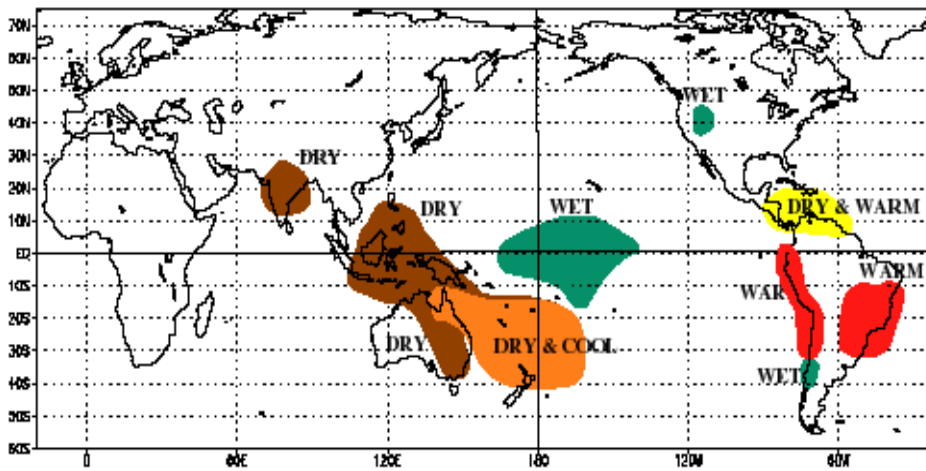 70N
60N
50N
WET
40N
30N
DRY
20N
DRY
WET
DRY & WARM
10N
EQ
WARM
10S
WAR
20S
DRY
DRY & COOL
30S
WET
40S
50S
60S
0
60E
120E
180
120W
60W